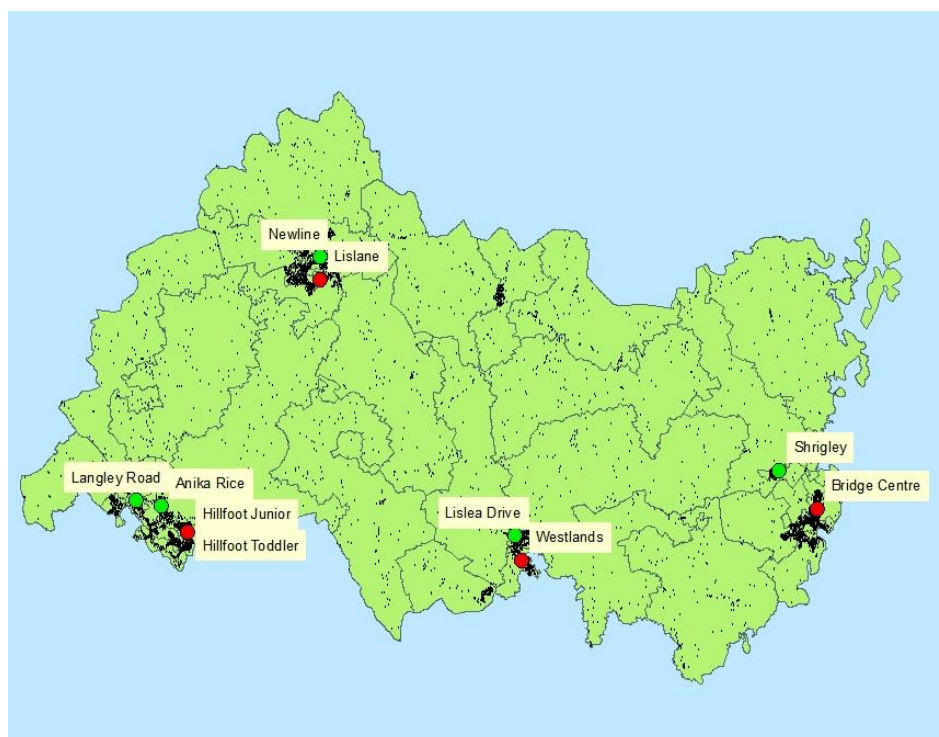 Newline
Lislane
Shrigley
Langley Road
Anika Rice
Bridge Centre
Hillfoot Junior
Lislea Drive
Westlands
Hillfoot Toddler